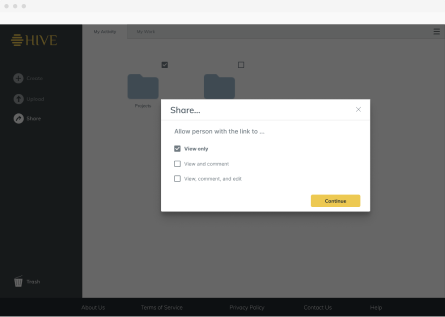 HIVE
My Activity
My Files
Create
Upload
Share
Projects
Share...
Allow person with the link to ...
View only
View and comment
View, comment, and edit
Continue
Trash
About Us Terms of Service Privacy Policy Contact Us Help